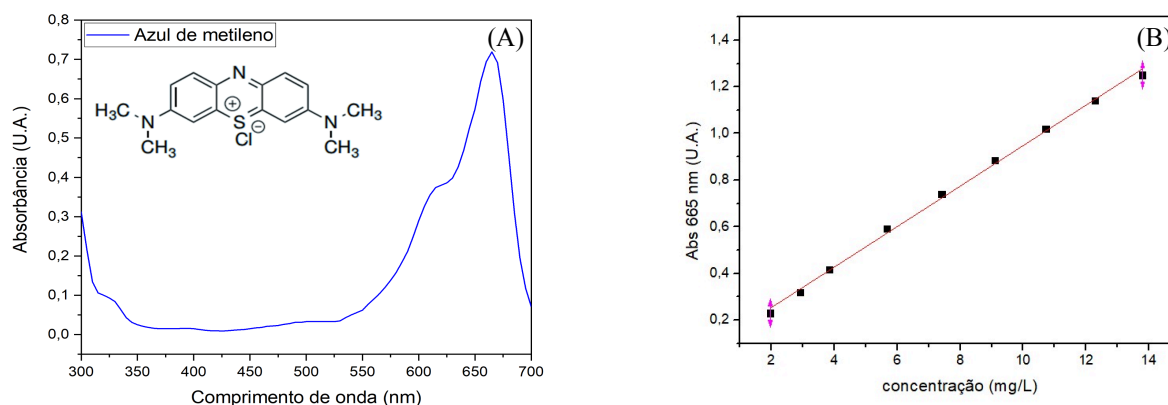 (A)
Azul de metileno
Absorbância (U.A.)
0,8
0,7
0,6
0,5
0,4
0,3
0,2
0,1
0,0
300 350 400 450 500 550 600 650 700
Comprimento de onda (nm)
N
H3C
N
CH3
S
+
Cl
−
N
CH3
CH3
CH3
(B)
Abs 665 nm (U.A.)
1,4
1,2
1,0
0,8
0,6
0,4
0,2
2 4 6 8 10 12 14
concentração (mg/L)